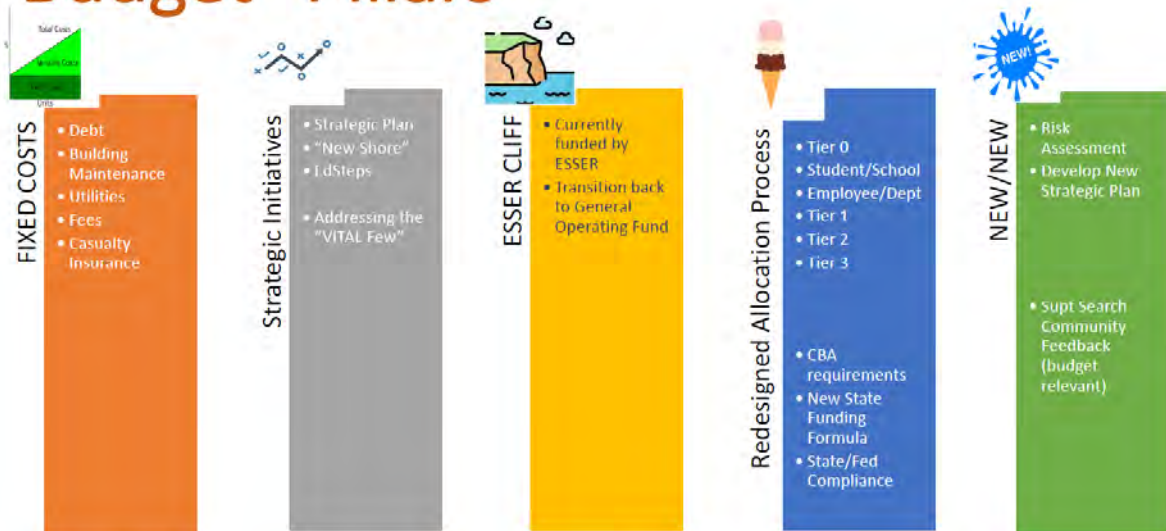 Budget
Total Costs
Variable Costs
$
Units
FIXED COSTS
• Debt
• Building
Maintenance
• Utilities
• Fees
• Casualty
Insurance
Strategic Initiatives
• Strategic Plan
• "New Shore"
• EdSteps
• Addressing the
"VITAL Few"
ESSER CLIFF
▪ Currently
funded by
ESSER
▪ Transition back
to General
Operating Fund
Redesigned Allocation Process
• Tier 0
• Student/School
• Employee/Dept
• Tier 1
• Tier 2
• Tier 3
• CBA
requirements
• New State
Funding
Formula
• State/Fed
Compliance
NEW!
NEW/NEW
• Risk
Assessment
• Develop New
Strategic Plan
• Supt Search
Community
Feedback
(budget
relevant)